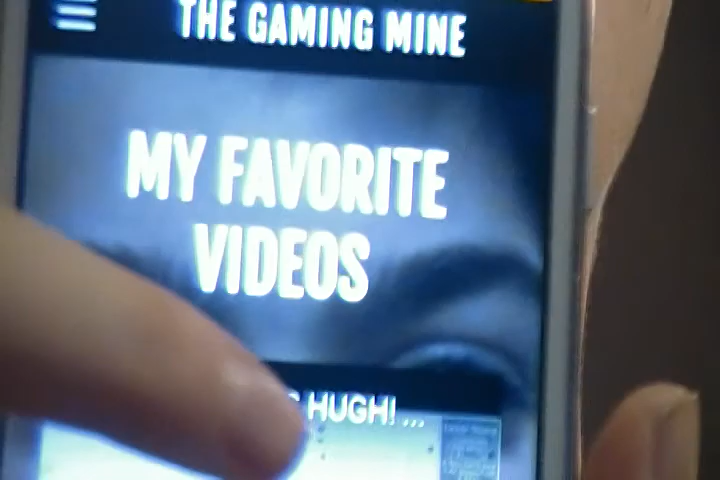 THE GAMING MINE
MY FAVORITE
VIDEOS
HUGH! ...